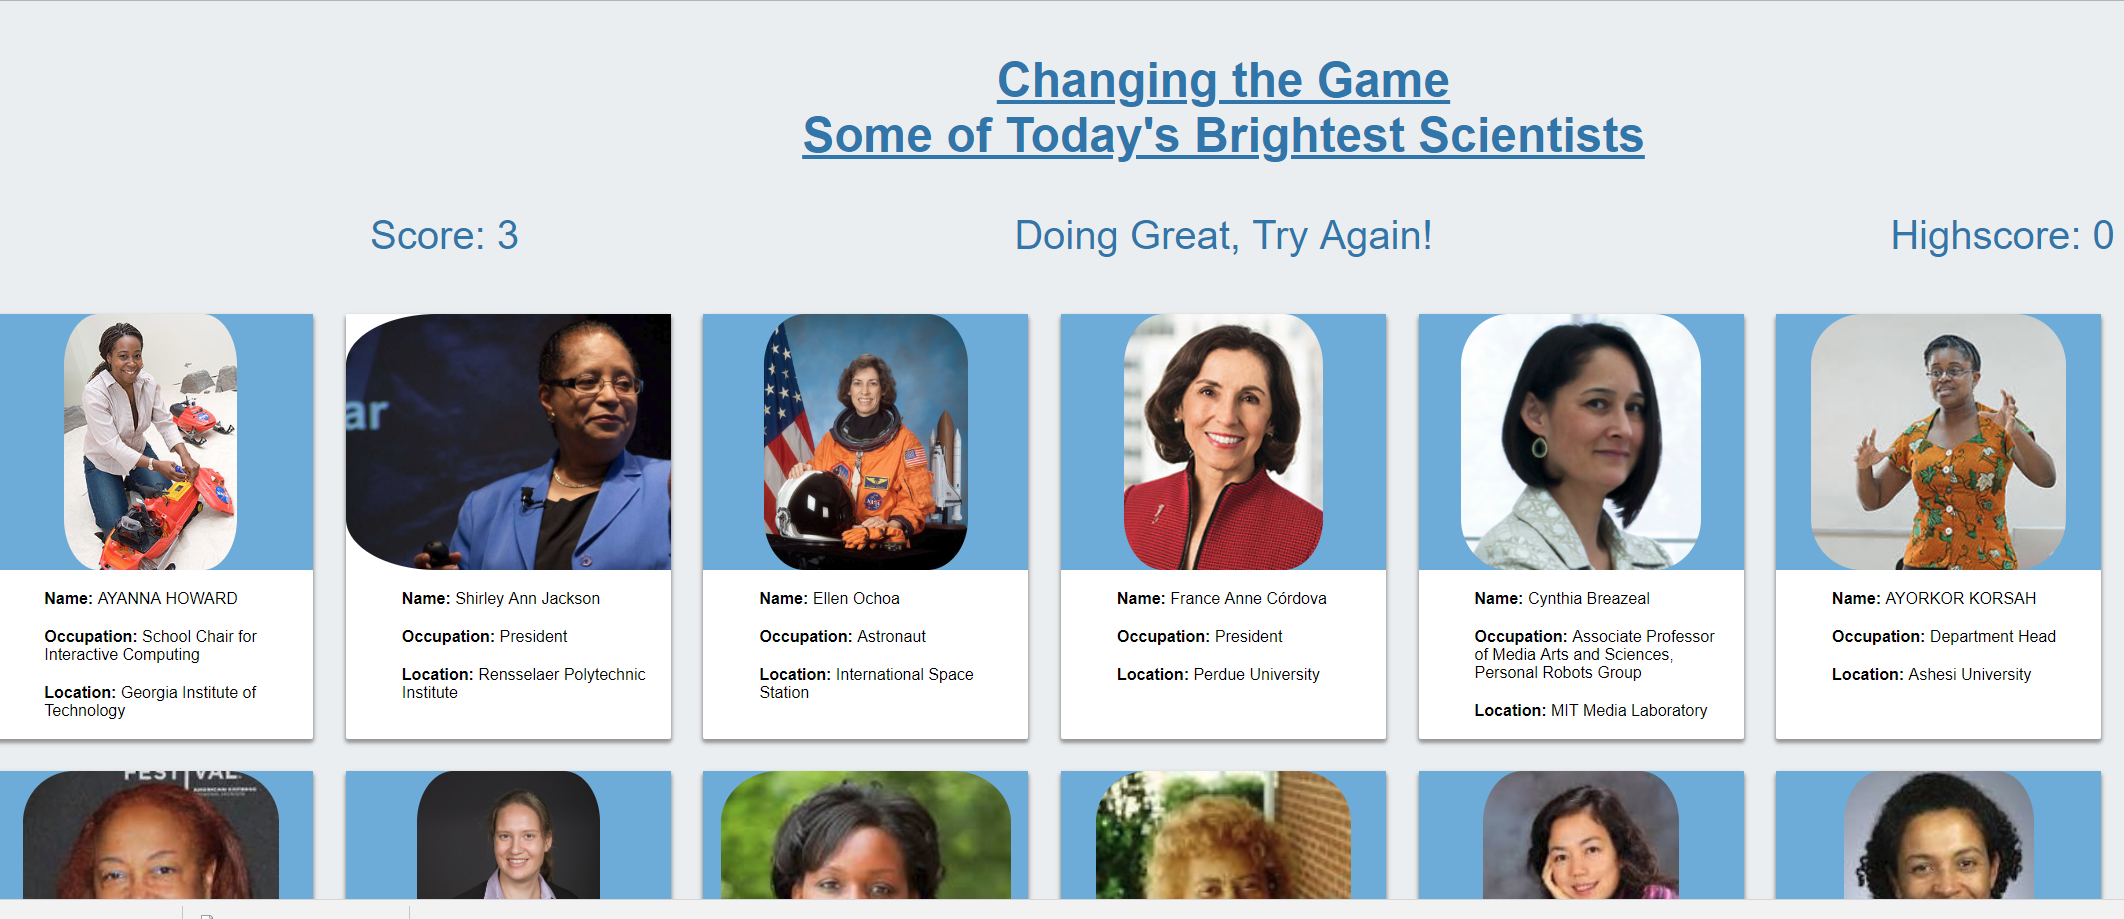 Changing the Game
Some of Today's Brightest Scientists
Score: 3
Doing Great, Try Again!
Highscore: 0
ar
NASA
Name: AYANNA HOWARD
Occupation: School Chair for
Interactive Computing
Location: Georgia Institute of
Technology
Name: Shirley Ann Jackson
Occupation: President
Location: Rensselaer Polytechnic
Institute
Name: Ellen Ochoa
Occupation: Astronaut
Location: International Space
Station
Name: France Anne Córdova
Occupation: President
Location: Perdue University
Name: Cynthia Breazeal
Occupation: Associate Professor
of Media Arts and Sciences,
Personal Robots Group
Location: MIT Media Laboratory
Name: AYORKOR KORSAH
Occupation: Department Head
Location: Ashesi University
FESTIVAL
AMERICAN EXPRESS